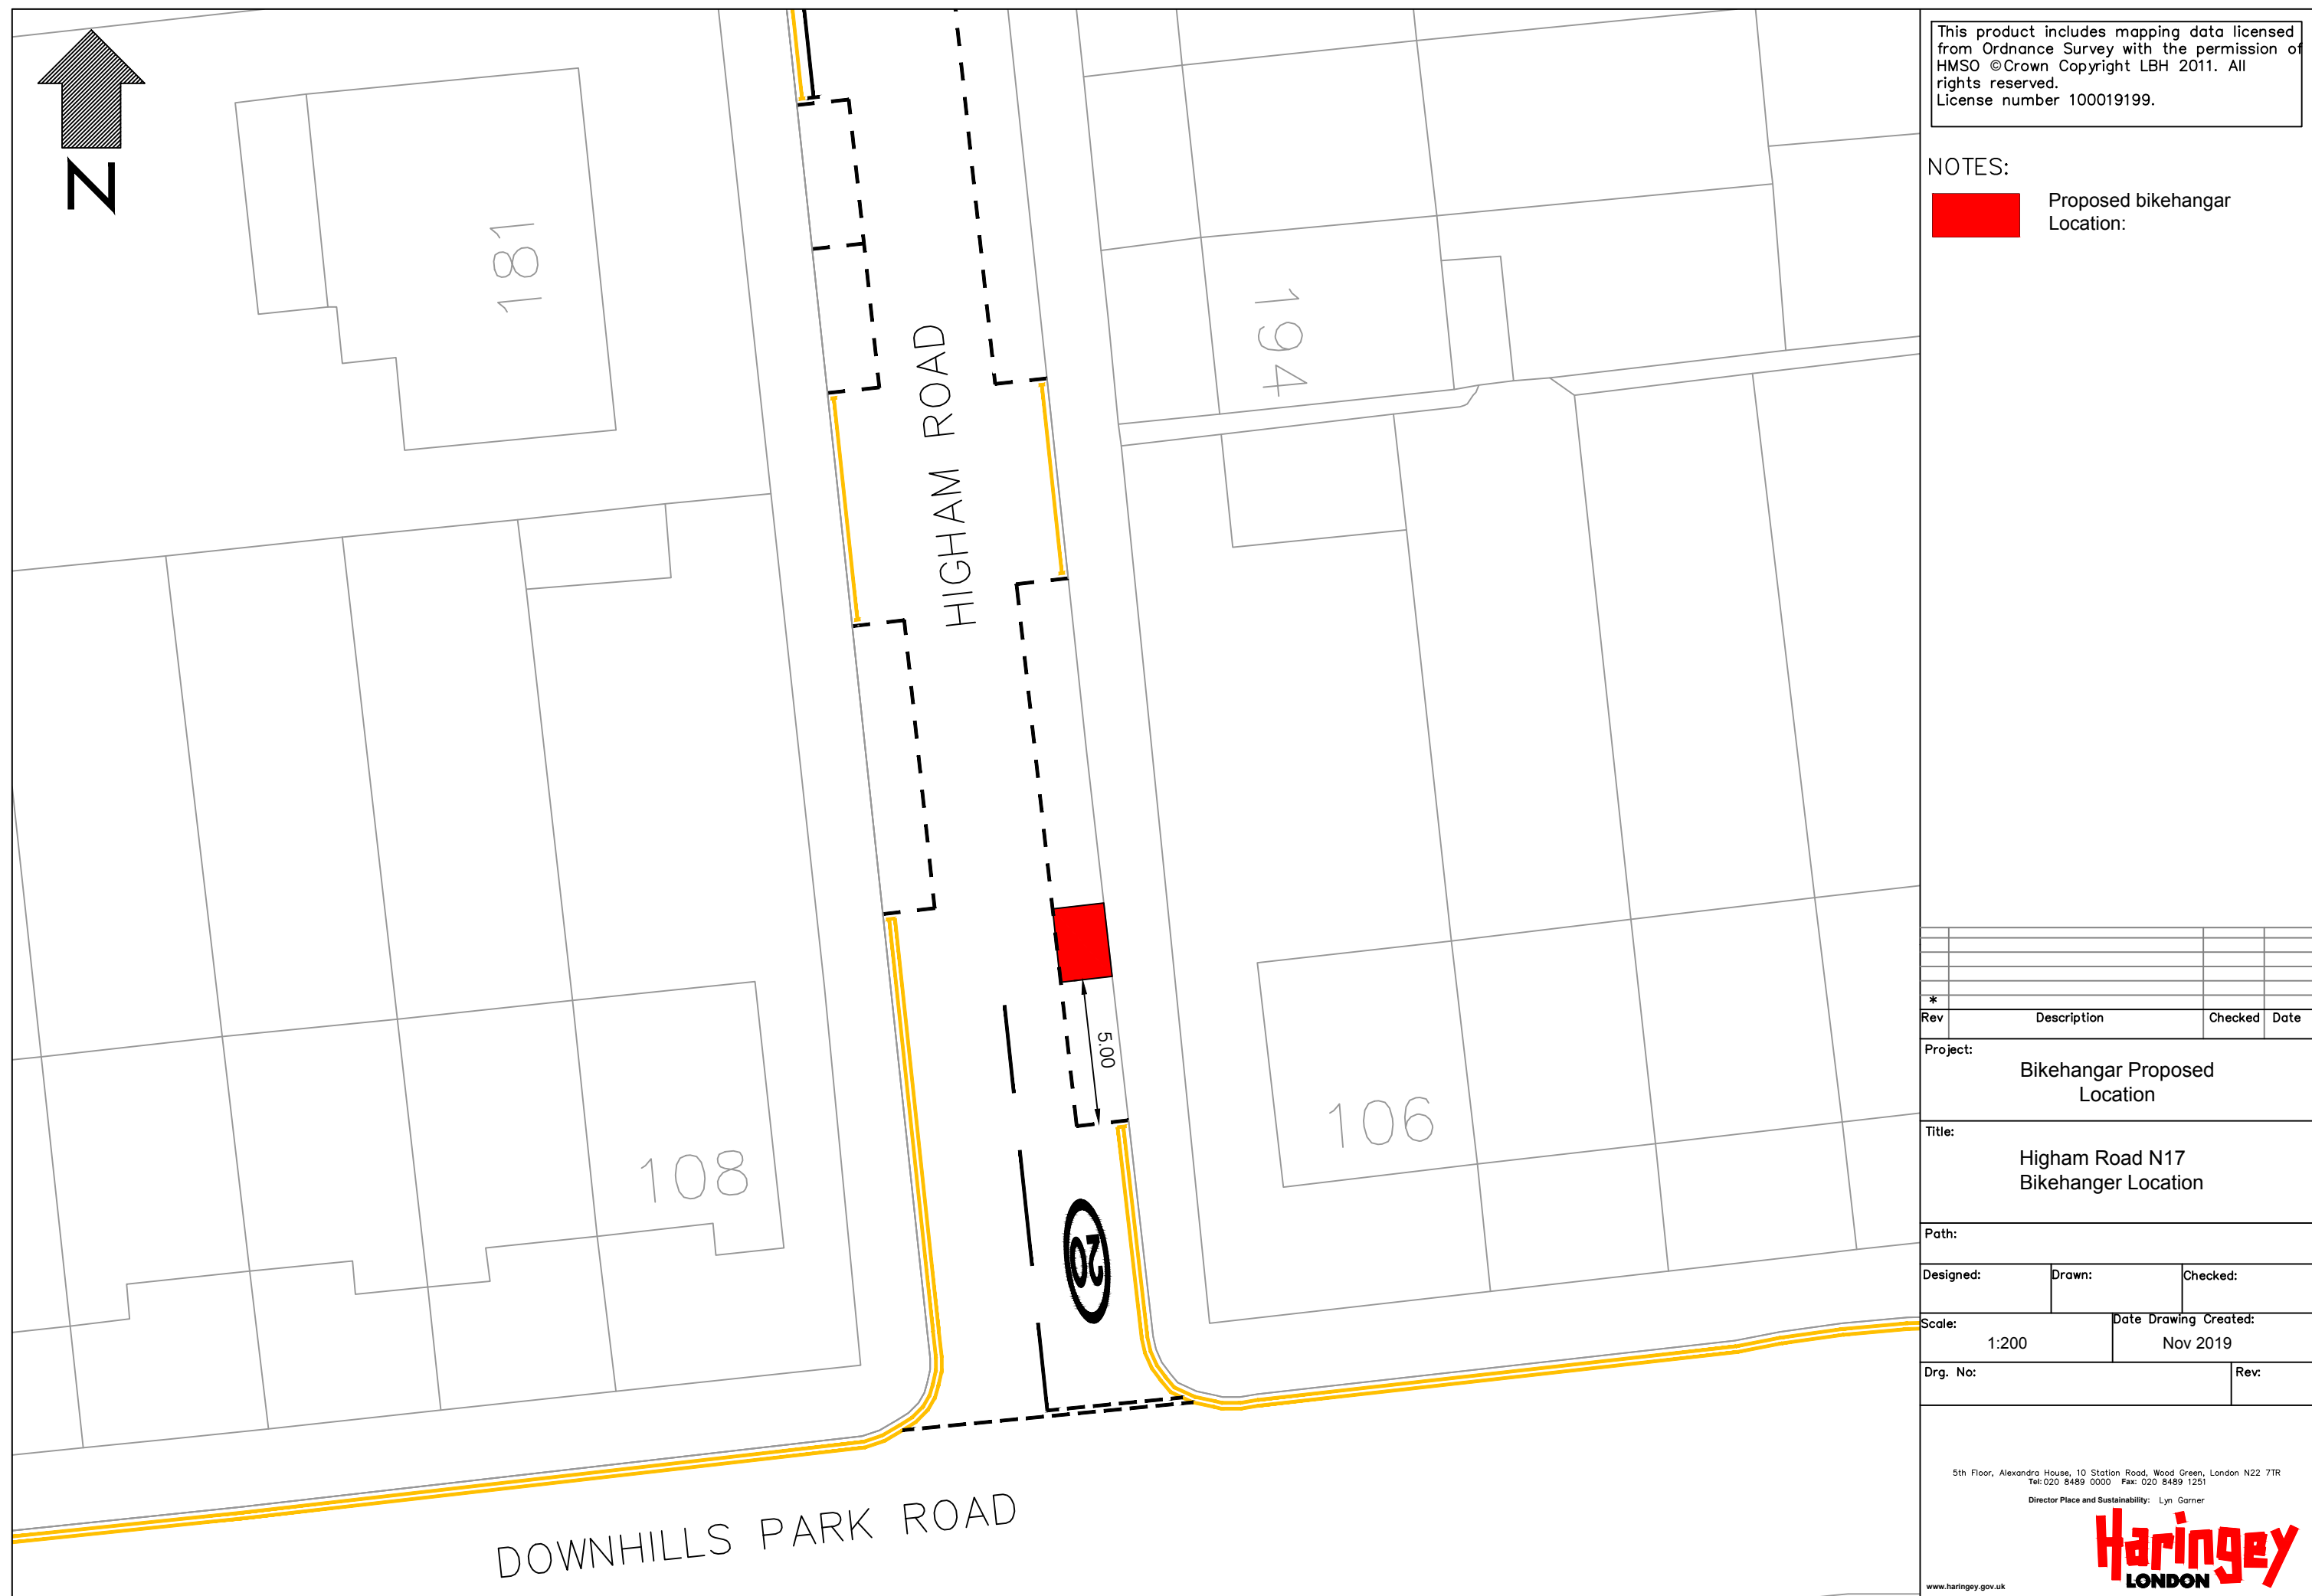 This product includes mapping data licensed
from Ordnance Survey with the permission of
HMSO ©Crown Copyright LBH 2011. All
rights reserved.
License number 100019199.
NOTES:
Proposed bikehangar
Location:
N
181
194
HIGHAM ROAD
5.00
106
108
20
DOWNHILLS PARK ROAD
*
Rev Description Checked Date
Project:
Bikehangar Proposed
Location
Title:
Higham Road N17
Bikehanger Location
Path:
Designed: Drawn: Checked:
Scale: Date Drawing Created:
1:200 Nov 2019
Drg. No: Rev:
5th Floor, Alexandra House, 10 Station Road, Wood Green, London N22 7TR
Tel: 020 8489 0000 Fax: 020 8489 1251
Director Place and Sustainability: Lyn Garner
Haringey
LONDON
www.haringey.gov.uk